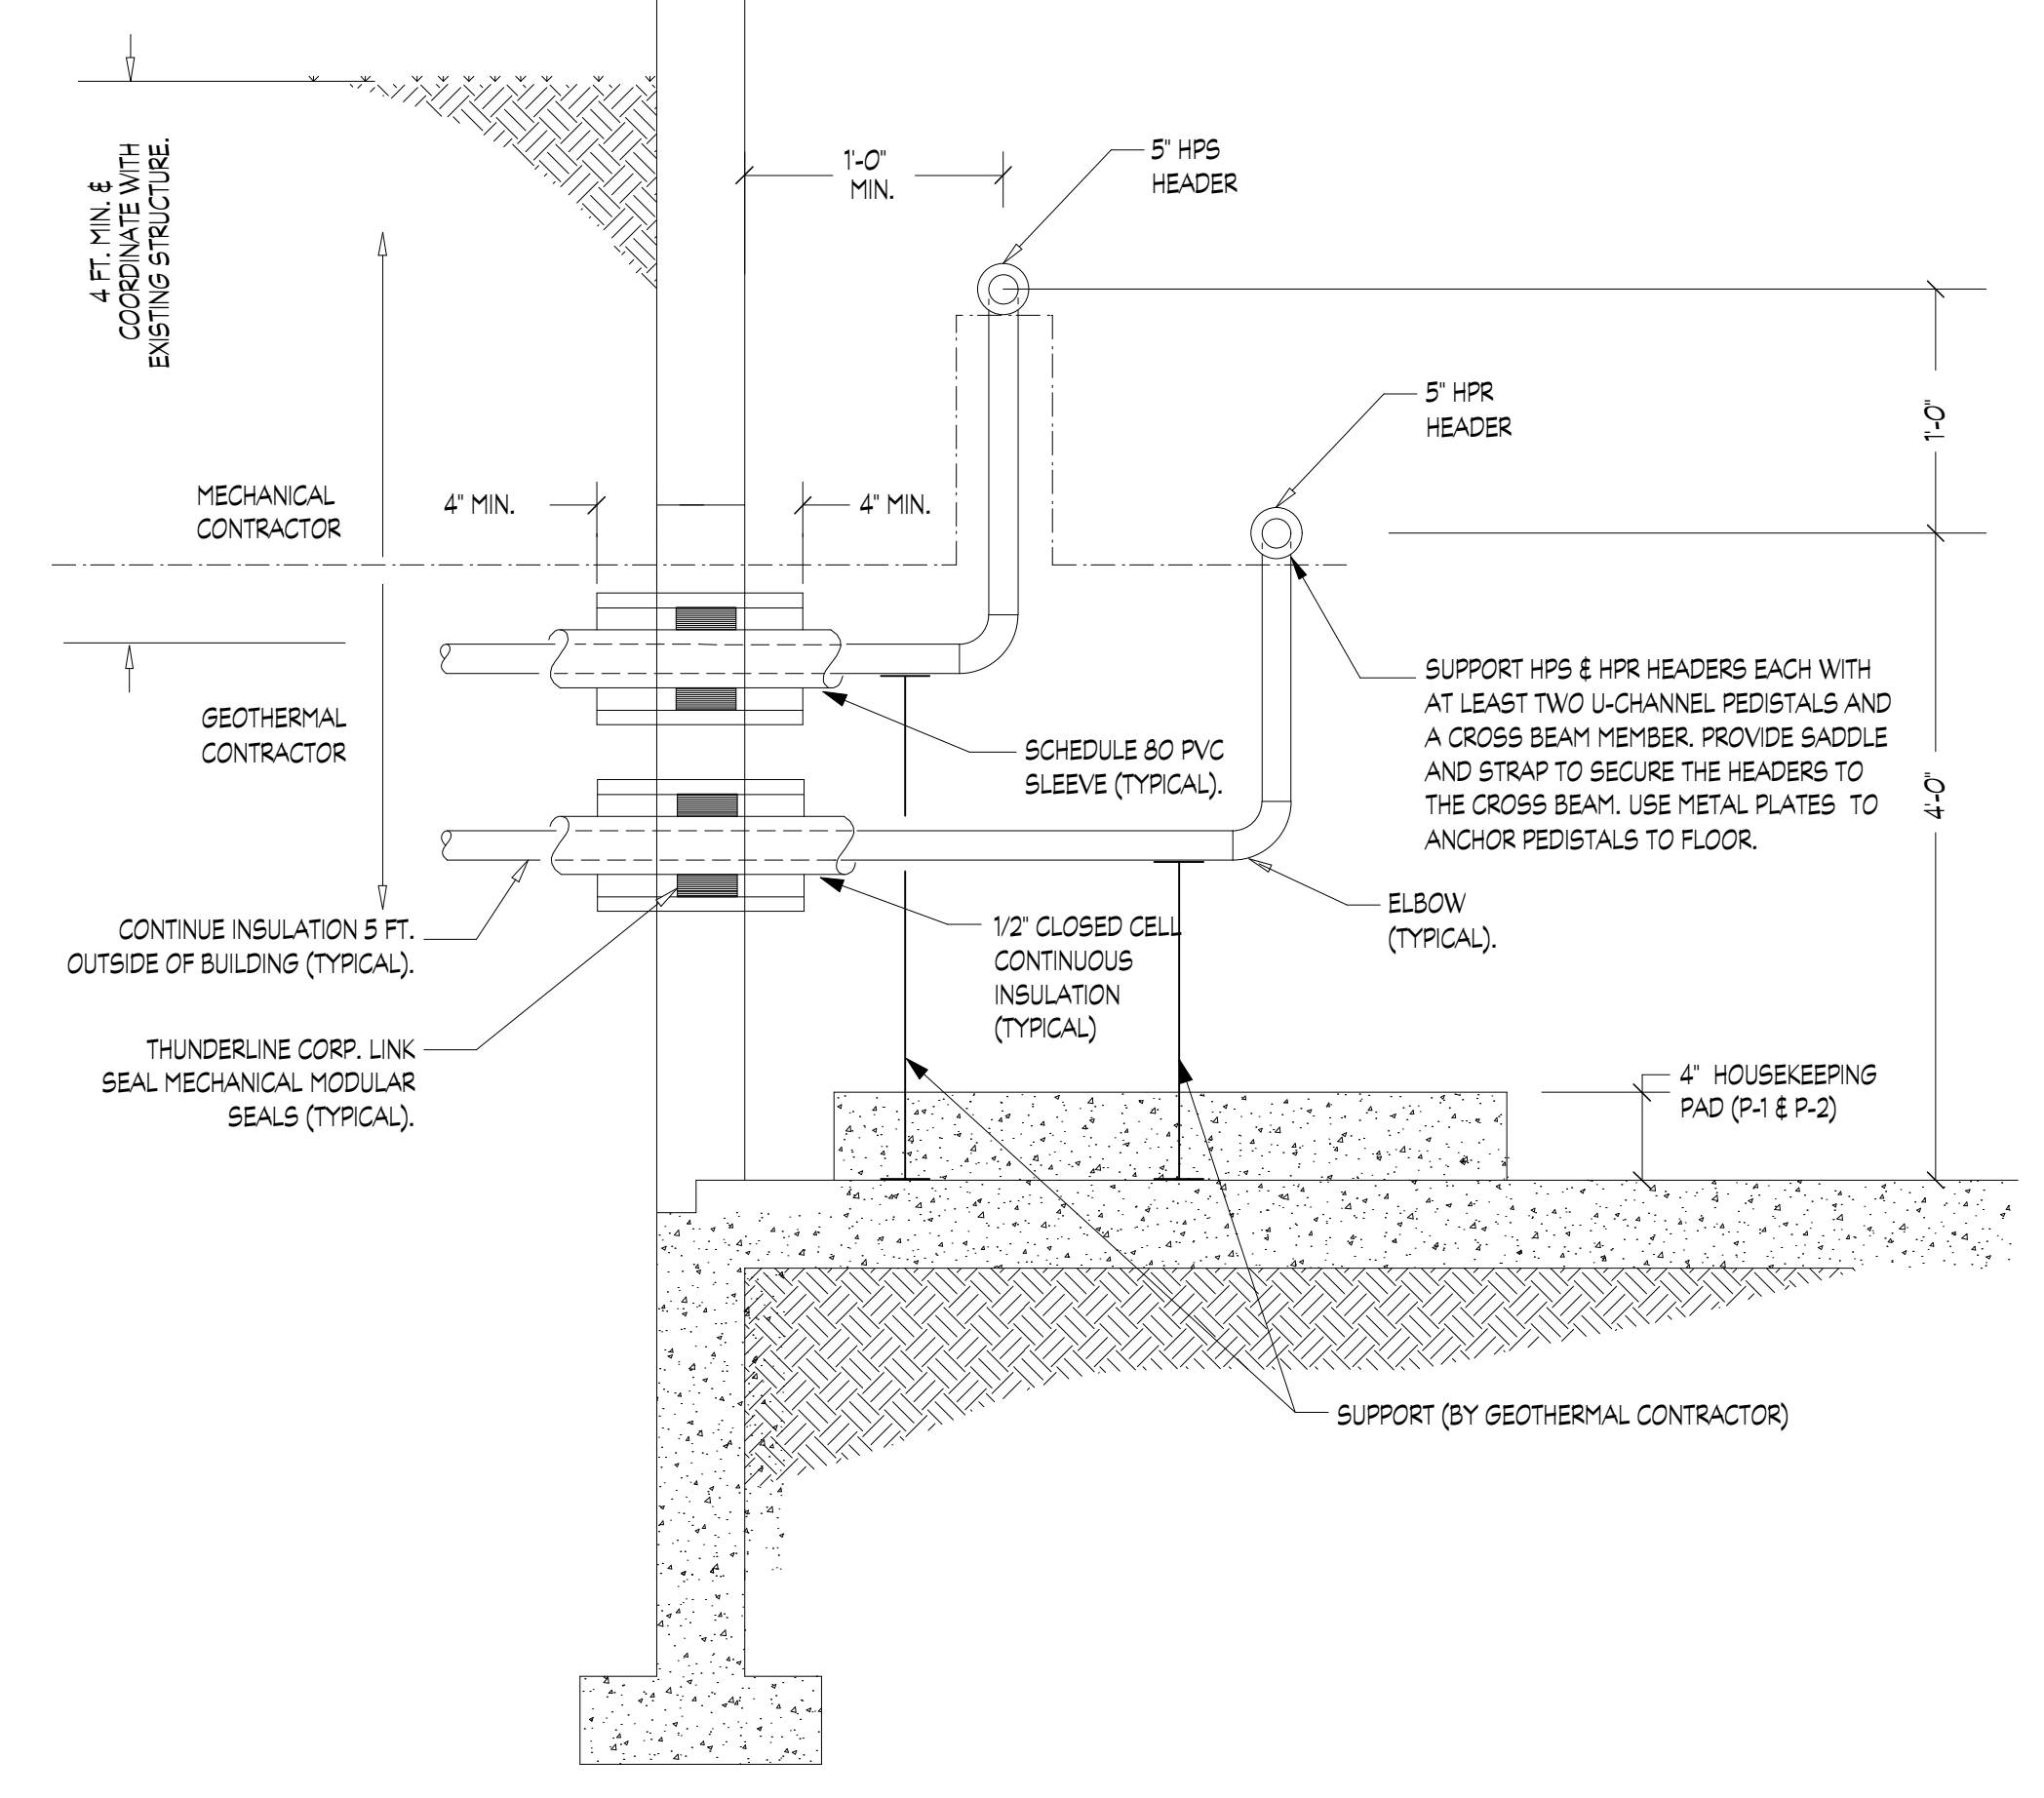 4 FT. MIN. &
COORDINATE WITH
EXISTING STRUCTURE.
1'-0"
MIN.
5" HPS
HEADER
5" HPR
HEADER
1'-0"
MECHANICAL
CONTRACTOR
4" MIN.
4" MIN.
GEOTHERMAL
CONTRACTOR
SCHEDULE 80 PVC
SLEEVE (TYPICAL).
SUPPORT HPS & HPR HEADERS EACH WITH
AT LEAST TWO U-CHANNEL PEDISTALS AND
A CROSS BEAM MEMBER. PROVIDE SADDLE
AND STRAP TO SECURE THE HEADERS TO
THE CROSS BEAM. USE METAL PLATES TO
ANCHOR PEDISTALS TO FLOOR.
4'-0"
CONTINUE INSULATION 5 FT.
OUTSIDE OF BUILDING (TYPICAL).
1/2" CLOSED CELL
CONTINUOUS
INSULATION
(TYPICAL)
ELBOW
(TYPICAL).
THUNDERLINE CORP. LINK
SEAL MECHANICAL MODULAR
SEALS (TYPICAL).
4" HOUSEKEEPING
PAD (P-1 & P-2)
SUPPORT (BY GEOTHERMAL CONTRACTOR)